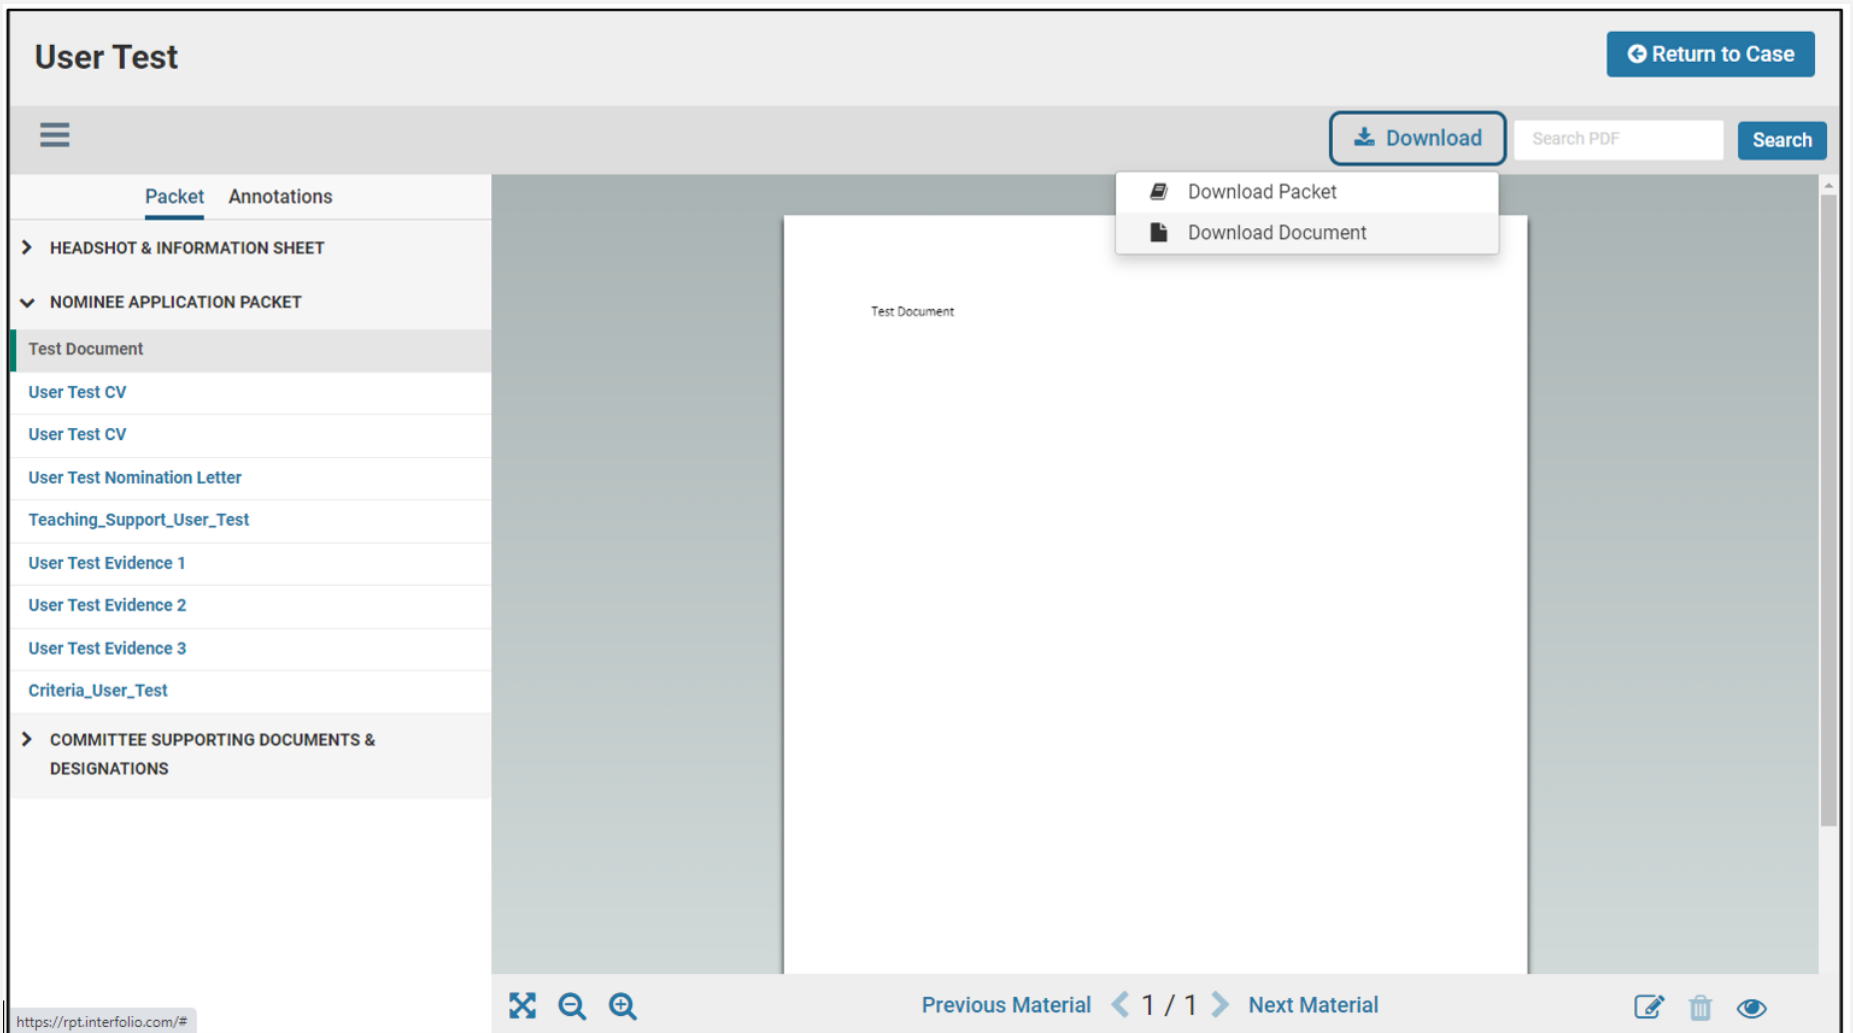 User Test
Return to Case
Download
Search PDF
Search
Download Packet
Download Document
Packet
Annotations
HEADSHOT & INFORMATION SHEET
NOMINEE APPLICATION PACKET
Test Document
User Test CV
User Test CV
User Test Nomination Letter
Teaching_Support_User_Test
User Test Evidence 1
User Test Evidence 2
User Test Evidence 3
Criteria_User_Test
COMMITTEE SUPPORTING DOCUMENTS &
DESIGNATIONS
Test Document
Previous Material
1 / 1
Next Material
https://rpt.interfolio.com/#